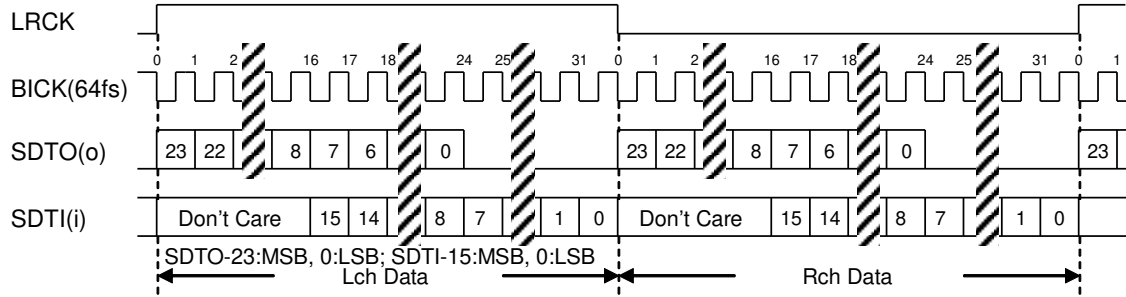 LRCK
0 1 2 16 17 18 24 25 31 0 1 2 16 17 18 24 25 31 0 1
BICK(64fs)
SDTO(o) 23 22 8 7 6 0 23 22 8 7 6 0 23
SDTI(i) Don't Care 15 14 8 7 1 0 Don't Care 15 14 8 7 1 0
SDTO-23:MSB, 0:LSB; SDTI-15:MSB, 0:LSB
Lch Data Rch Data